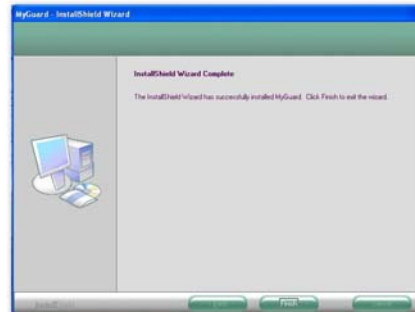 MyGuard - InstallShield Wizard
InstallShield Wizard Complete
The InstallShield Wizard has successfully installed MyGuard. Click Finish to exit the wizard.
InstallShield
Finish